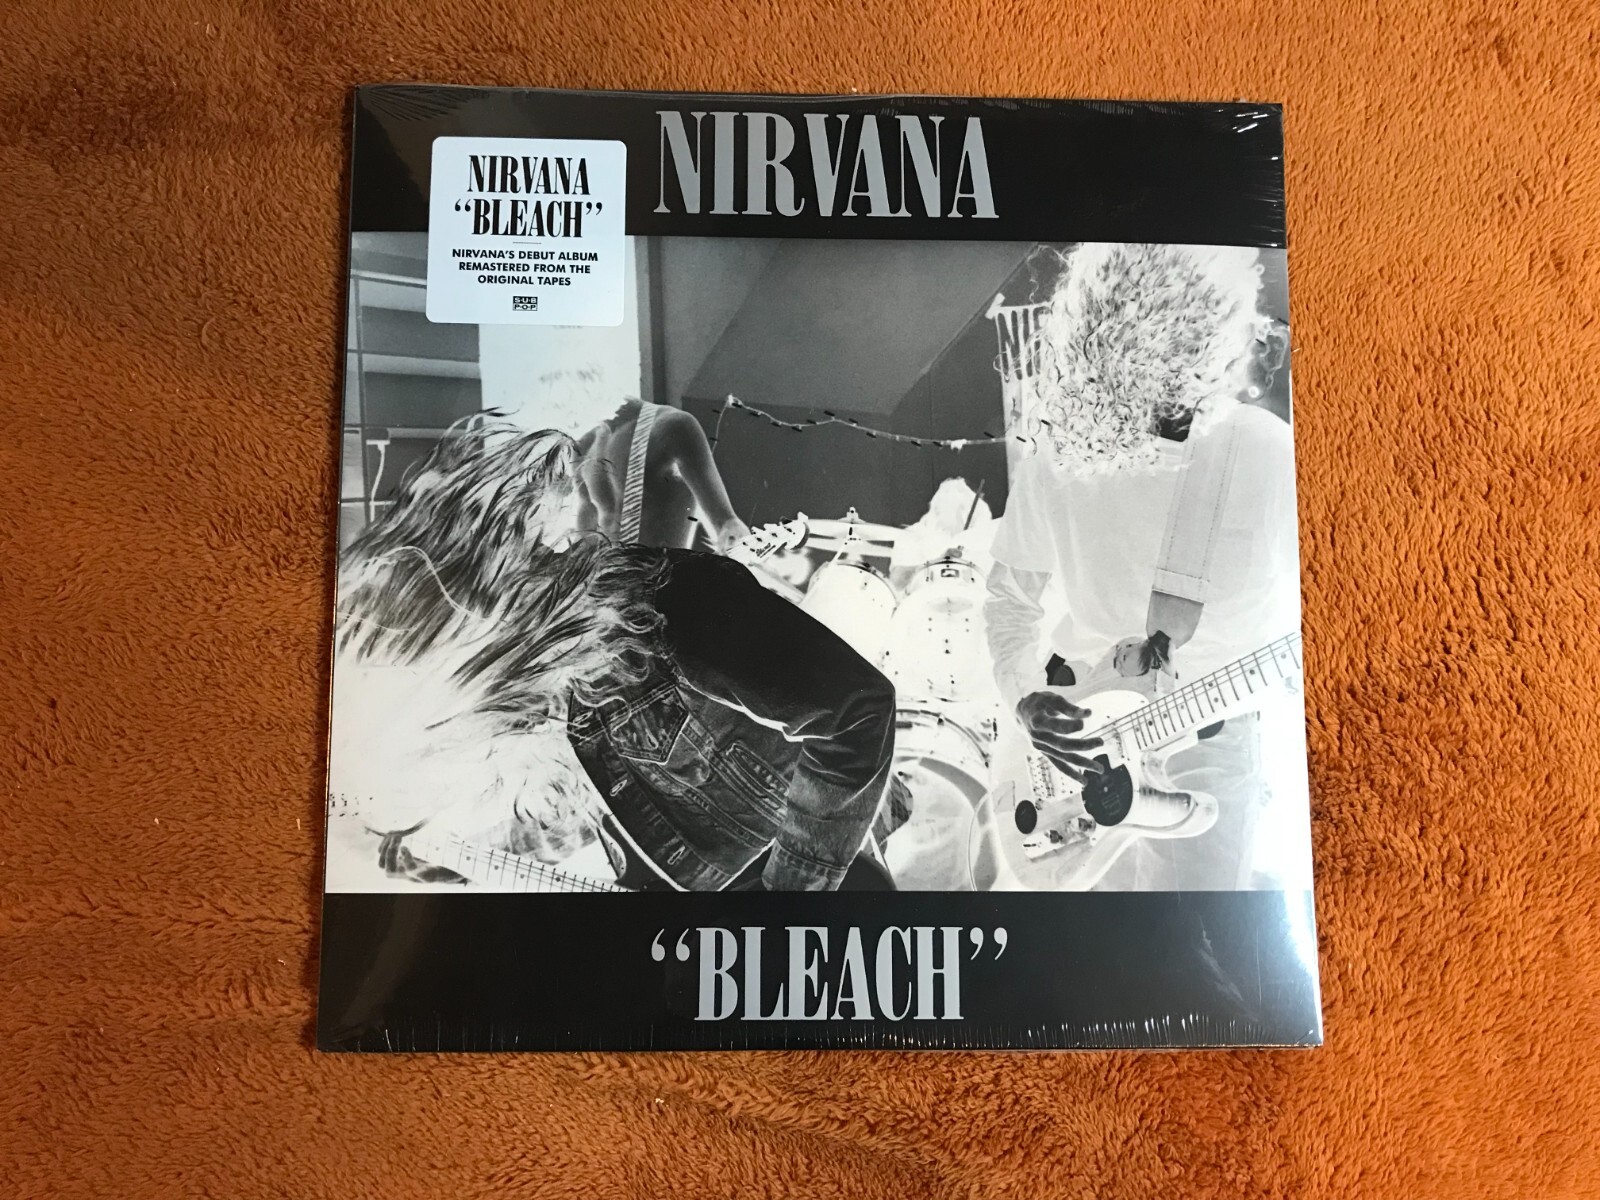 NIRVANA
NIRVANA
“BLEACH”
NIRVANA'S DEBUT ALBUM
REMASTERED FROM THE
ORIGINAL TAPES
SUB
POP
“BLEACH”